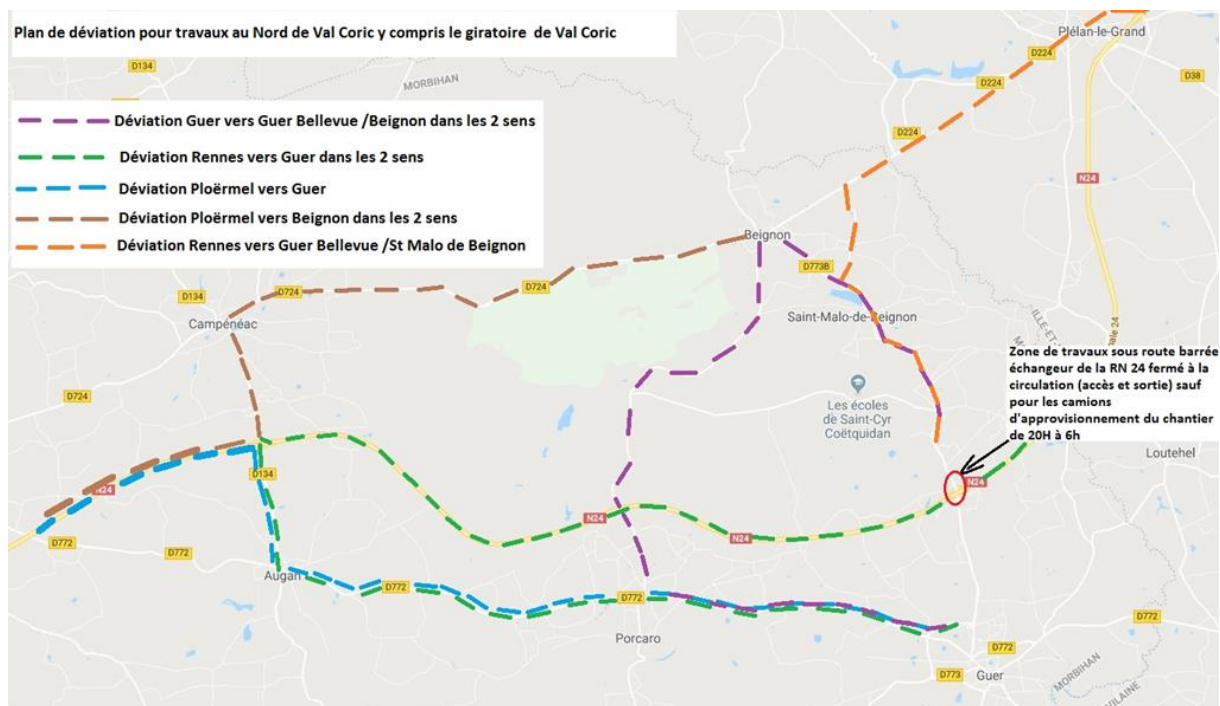 Plan de déviation pour travaux au Nord de Val Coric y compris le giratoire de Val Coric
Plélan-le-Grand
D134
D224
MORBIHAN
D38
D224
Déviation Guer vers Guer Bellevue /Beignon dans les 2 sens
D224
Déviation Rennes vers Guer dans les 2 sens
N24
Déviation Ploërmel vers Guer
Déviation Ploërmel vers Beignon dans les 2 sens
Déviation Rennes vers Guer Bellevue /St Malo de Beignon
Beignon
D773B
D724
D134
D724
Campénéac
Saint-Malo-de-Beignon
ILLE-ET-
nale 24
Zone de travaux sous route barrée
échangeur de la RN 24 fermé à la
circulation (accès et sortie) sauf
pour les camions
d'approvisionnement du chantier
de 20H à 6h
D724
Les écoles
de Saint-Cyr
Coëtquidan
Loutehel
D134
N24
N24
N24
N24
D772
D772
Augan
D772
D772
D772
Porcaro
D772
D773
Guer
MORBIHAN
VILAINE